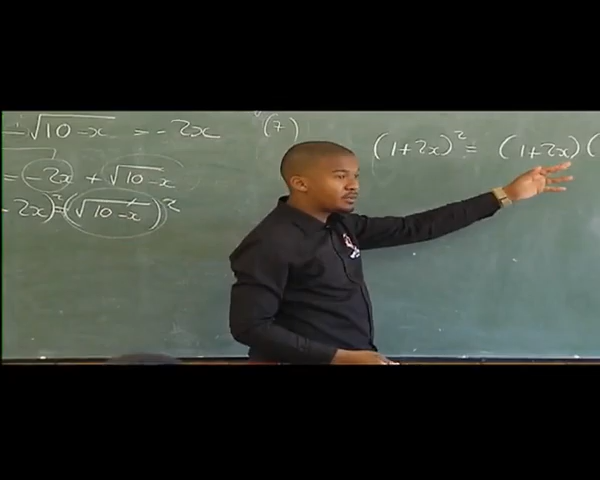 -√10-x = -2x (7)
= -2x + √10-x
-2x)²=(√10-x)²
(1+2x)² = (1+2x)(